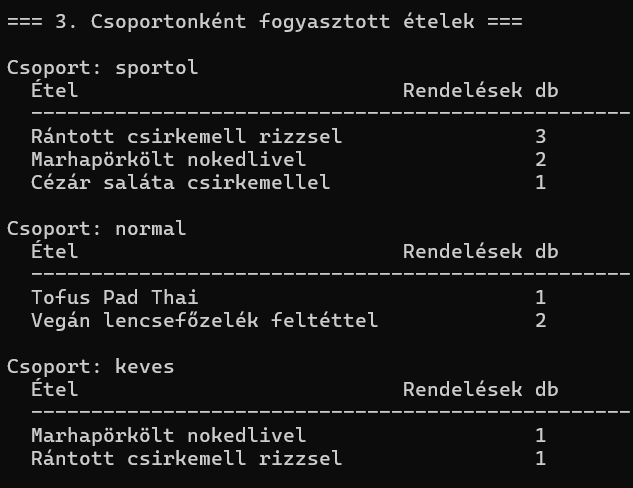 === 3. Csoportonként fogyasztott ételek ===
Csoport: sportol
Étel Rendelések db
--------------------------------------------------
Rántott csirkemell rizzsel 3
Marhapörkölt nokedlivel 2
Cézár saláta csirkemellel 1
Csoport: normal
Étel Rendelések db
--------------------------------------------------
Tofus Pad Thai 1
Vegán lencsefőzelék feltéttel 2
Csoport: keves
Étel Rendelések db
--------------------------------------------------
Marhapörkölt nokedlivel 1
Rántott csirkemell rizzsel 1